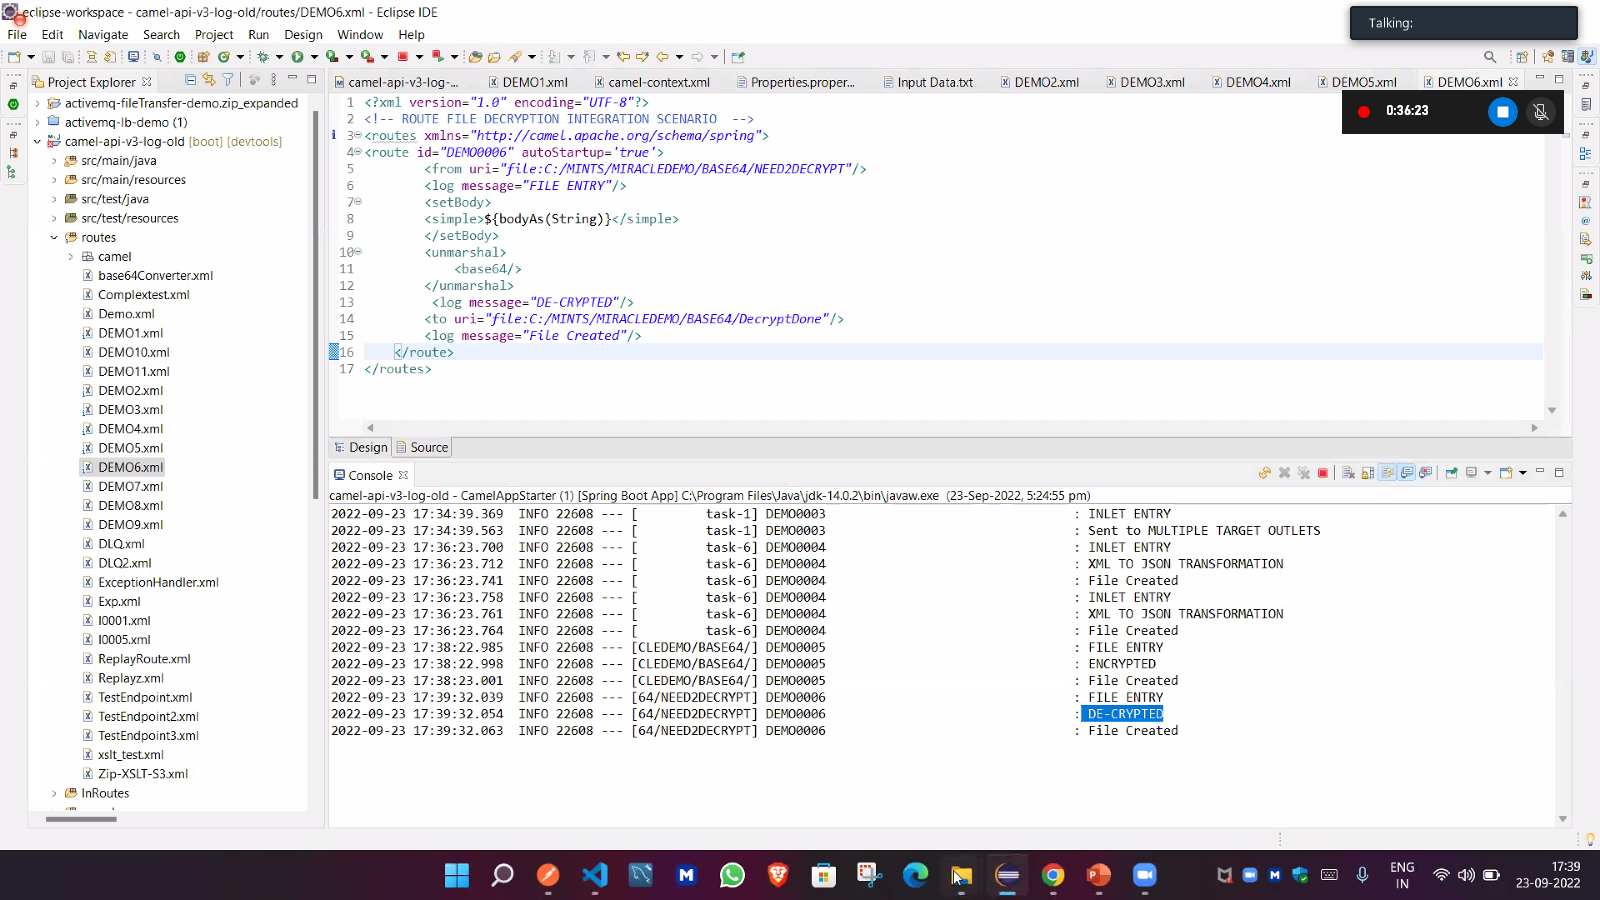 eclipse-workspace - camel-api-v3-log-old/routes/DEMO6.xml - Eclipse IDE
Talking:
File Edit Navigate Search Project Run Design Window Help
Project Explorer
camel-api-v3-log-... DEMO1.xml camel-context.xml Properties.proper... Input Data.txt DEMO2.xml DEMO3.xml DEMO4.xml DEMO5.xml DEMO6.xml
0:36:23
activemq-fileTransfer-demo.zip_expanded
activemq-lb-demo (1)
camel-api-v3-log-old [boot] [devtools]
src/main/java
src/main/resources
src/test/java
src/test/resources
routes
camel
base64Converter.xml
Complextest.xml
Demo.xml
DEMO1.xml
DEMO10.xml
DEMO11.xml
DEMO2.xml
DEMO3.xml
DEMO4.xml
DEMO5.xml
DEMO6.xml
DEMO7.xml
DEMO8.xml
DEMO9.xml
DLQ.xml
DLQ2.xml
ExceptionHandler.xml
Exp.xml
I0001.xml
I0005.xml
ReplayRoute.xml
Replayz.xml
TestEndpoint.xml
TestEndpoint2.xml
TestEndpoint3.xml
xslt_test.xml
Zip-XSLT-S3.xml
InRoutes
1 <?xml version="1.0" encoding="UTF-8"?>
2 <!-- ROUTE FILE DECRYPTION INTEGRATION SCENARIO -->
3 <routes xmlns="http://camel.apache.org/schema/spring">
4 <route id="DEMO0006" autoStartup='true'>
5 <from uri="file:C:/MINTS/MIRACLEDEMO/BASE64/NEED2DECRYPT"/>
6 <log message="FILE ENTRY"/>
7 <setBody>
8 <simple>${bodyAs(String)}</simple>
9 </setBody>
10 <unmarshal>
11 <base64/>
12 </unmarshal>
13 <log message="DE-CRYPTED"/>
14 <to uri="file:C:/MINTS/MIRACLEDEMO/BASE64/DecryptDone"/>
15 <log message="File Created"/>
16 </route>
17 </routes>
Design Source
Console
camel-api-v3-log-old - CamelAppStarter (1) [Spring Boot App] C:\Program Files\Java\jdk-14.0.2\bin\javaw.exe (23-Sep-2022, 5:24:55 pm)
2022-09-23 17:34:39.369 INFO 22608 --- [ task-1] DEMO0003 : INLET ENTRY
2022-09-23 17:34:39.563 INFO 22608 --- [ task-1] DEMO0003 : Sent to MULTIPLE TARGET OUTLETS
2022-09-23 17:36:23.700 INFO 22608 --- [ task-6] DEMO0004 : INLET ENTRY
2022-09-23 17:36:23.712 INFO 22608 --- [ task-6] DEMO0004 : XML TO JSON TRANSFORMATION
2022-09-23 17:36:23.741 INFO 22608 --- [ task-6] DEMO0004 : File Created
2022-09-23 17:36:23.758 INFO 22608 --- [ task-6] DEMO0004 : INLET ENTRY
2022-09-23 17:36:23.761 INFO 22608 --- [ task-6] DEMO0004 : XML TO JSON TRANSFORMATION
2022-09-23 17:36:23.764 INFO 22608 --- [ task-6] DEMO0004 : File Created
2022-09-23 17:38:22.985 INFO 22608 --- [CLEDEMO/BASE64/] DEMO0005 : FILE ENTRY
2022-09-23 17:38:22.998 INFO 22608 --- [CLEDEMO/BASE64/] DEMO0005 : ENCRYPTED
2022-09-23 17:38:23.001 INFO 22608 --- [CLEDEMO/BASE64/] DEMO0005 : File Created
2022-09-23 17:39:32.039 INFO 22608 --- [64/NEED2DECRYPT] DEMO0006 : FILE ENTRY
2022-09-23 17:39:32.054 INFO 22608 --- [64/NEED2DECRYPT] DEMO0006 : DE-CRYPTED
2022-09-23 17:39:32.063 INFO 22608 --- [64/NEED2DECRYPT] DEMO0006 : File Created
ENG
IN
17:39
23-09-2022